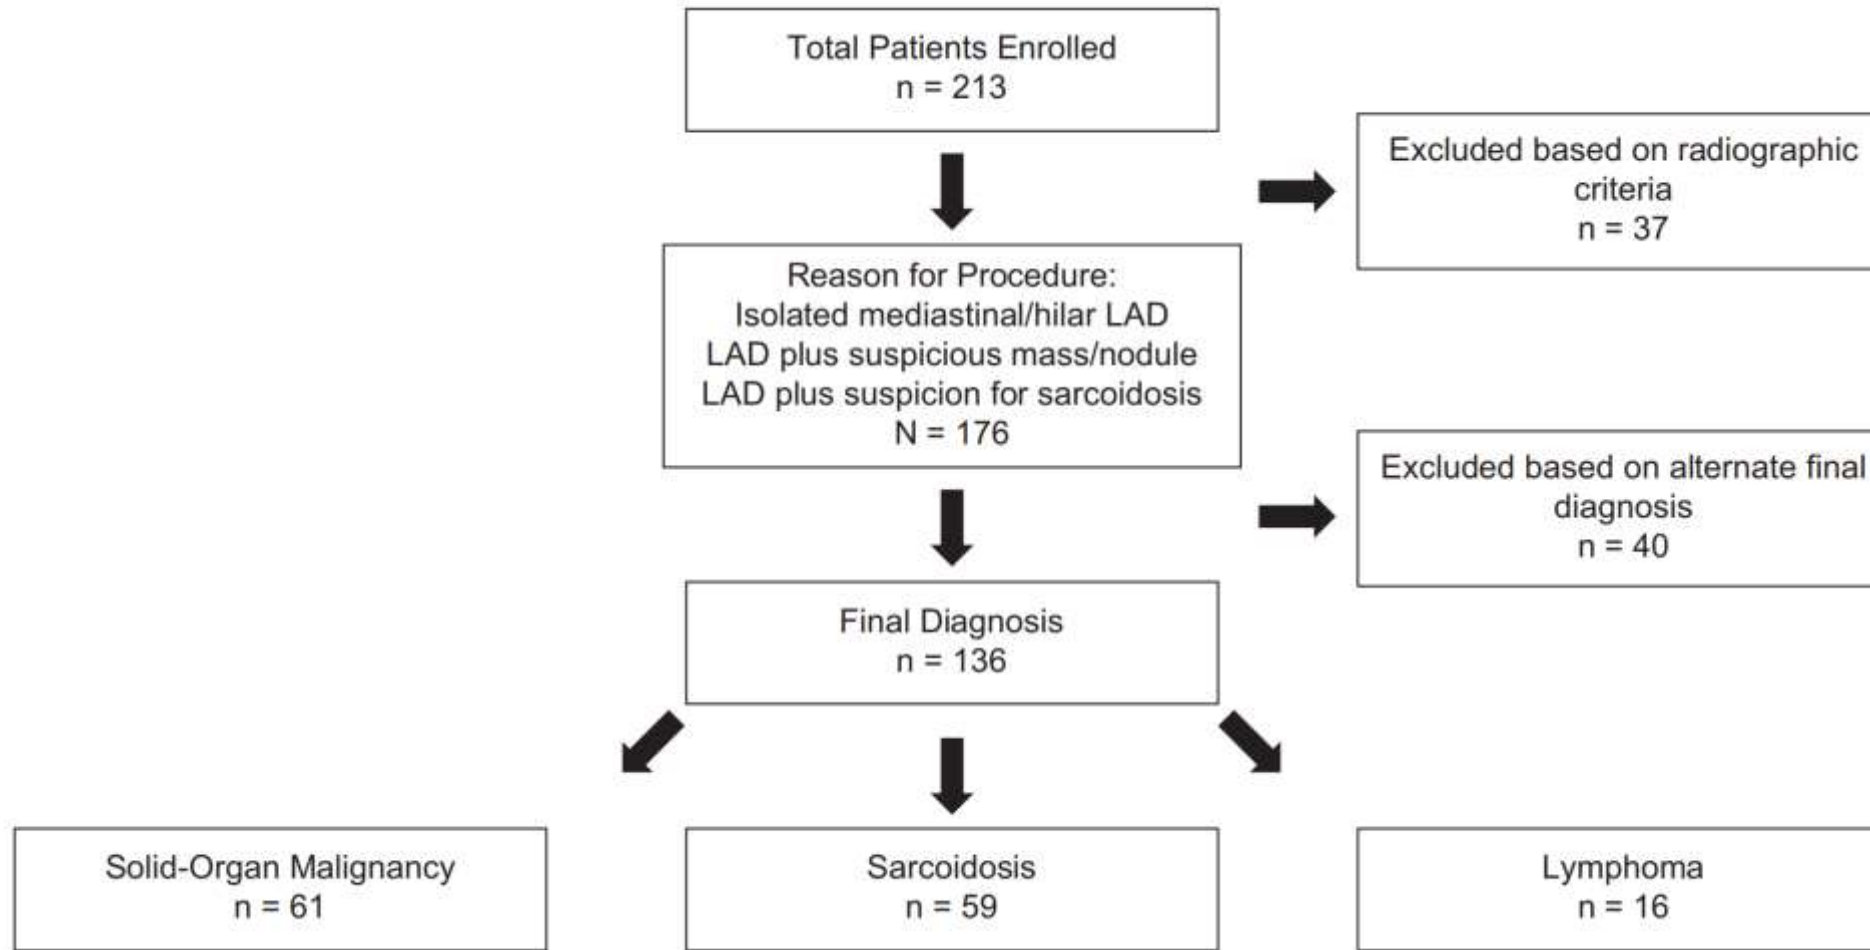 Total Patients Enrolled
n = 213
Excluded based on radiographic
criteria
n = 37
Reason for Procedure:
Isolated mediastinal/hilar LAD
LAD plus suspicious mass/nodule
LAD plus suspicion for sarcoidosis
N = 176
Excluded based on alternate final
diagnosis
n = 40
Final Diagnosis
n = 136
Solid-Organ Malignancy
n = 61
Sarcoidosis
n = 59
Lymphoma
n = 16